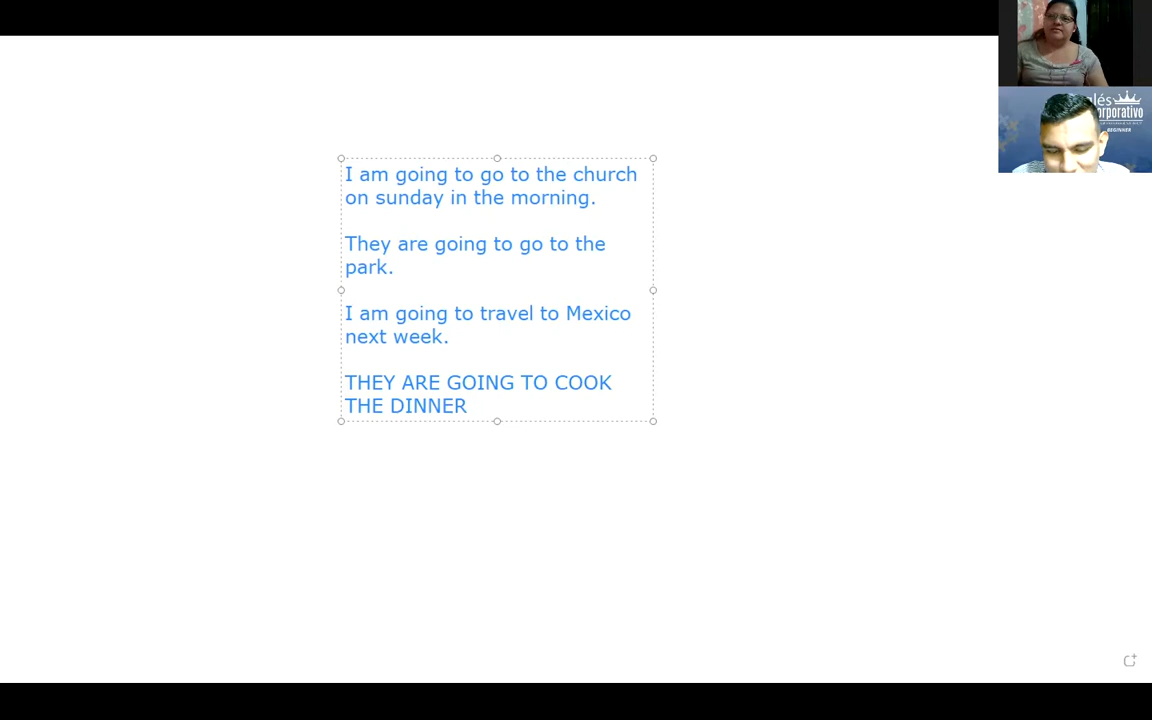 I am going to go to the church
on sunday in the morning.
They are going to go to the
park.
I am going to travel to Mexico
next week.
THEY ARE GOING TO COOK
THE DINNER
BEGINNER